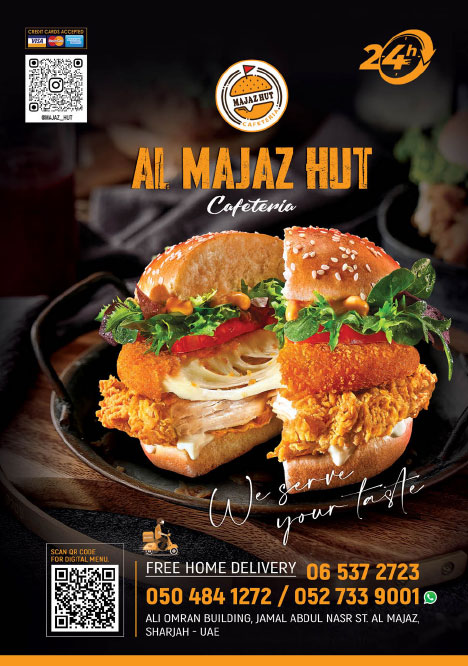 CREDIT CARDS ACCEPTED
VISA
@MAJAZ_HUT
24h
MAJAZ HUT
CAFETERIA
AL MAJAZ HUT
Cafeteria
We serve
your taste
SCAN QR CODE
FOR DIGITAL MENU
FREE HOME DELIVERY 06 537 2723
050 484 1272 / 052 733 9001
ALI OMRAN BUILDING, JAMAL ABDUL NASR ST. AL MAJAZ,
SHARJAH - UAE